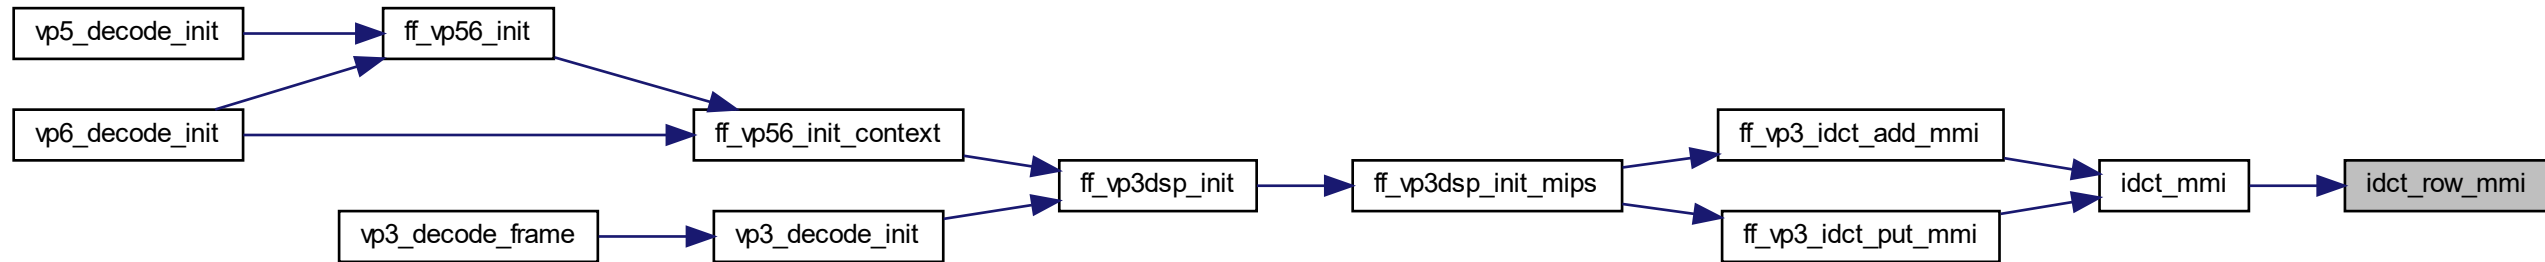 vp5_decode_init
ff_vp56_init
vp6_decode_init
ff_vp56_init_context
ff_vp3_idct_add_mmi
ff_vp3dsp_init
ff_vp3dsp_init_mips
idct_mmi
idct_row_mmi
vp3_decode_frame
vp3_decode_init
ff_vp3_idct_put_mmi